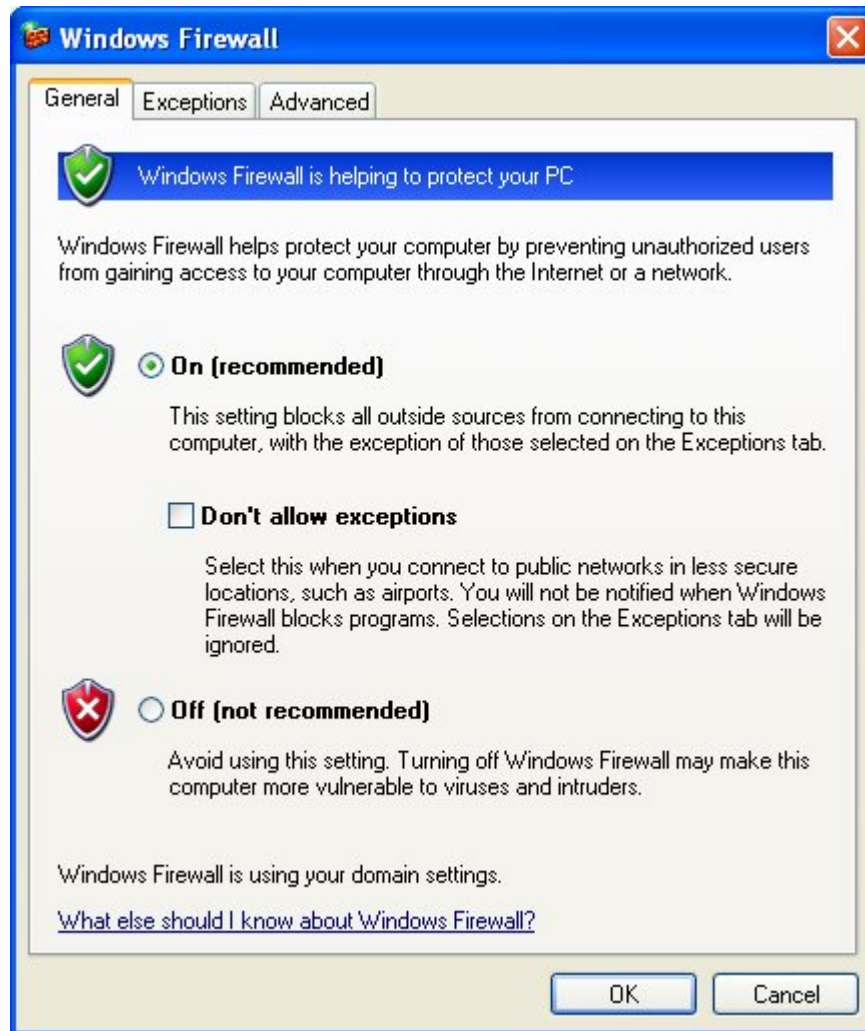 Windows Firewall
General
Exceptions
Advanced
Windows Firewall is helping to protect your PC
Windows Firewall helps protect your computer by preventing unauthorized users
from gaining access to your computer through the Internet or a network.
On (recommended)
This setting blocks all outside sources from connecting to this
computer, with the exception of those selected on the Exceptions tab.
Don't allow exceptions
Select this when you connect to public networks in less secure
locations, such as airports. You will not be notified when Windows
Firewall blocks programs. Selections on the Exceptions tab will be
ignored.
Off (not recommended)
Avoid using this setting. Turning off Windows Firewall may make this
computer more vulnerable to viruses and intruders.
Windows Firewall is using your domain settings.
What else should I know about Windows Firewall?
OK
Cancel